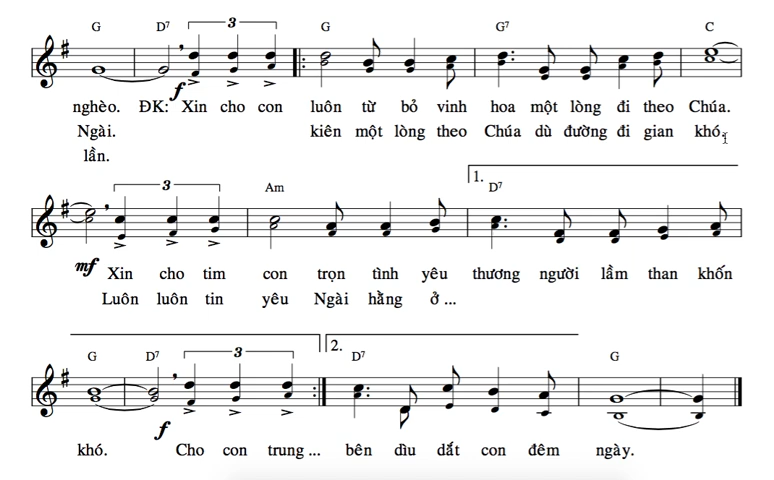 G D7 3 G G7 C
f
nghèo. ĐK: Xin cho con luôn từ bỏ vinh hoa một lòng đi theo Chúa.
Ngài. kiên một lòng theo Chúa dù đường đi gian khó.
lần.
3 Am 1. D7
mf
Xin cho tim con trọn tình yêu thương người lầm than khốn
Luôn luôn tin yêu Ngài hằng ở ...
G D7 3 2. D7 G
f
khó. Cho con trung ... bên dìu dắt con đêm ngày.